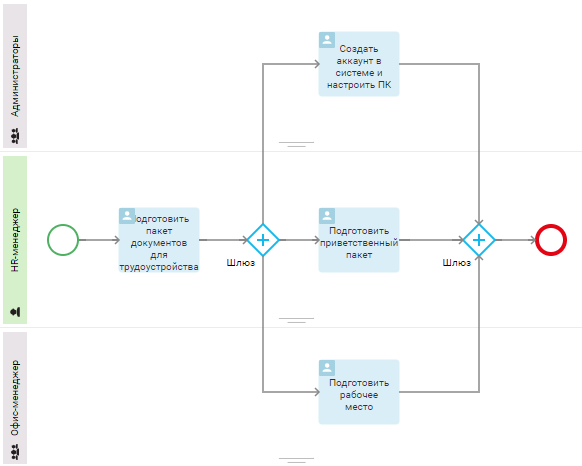 Администраторы
Создать
аккаунт в
системе и
настроить ПК
HR-менеджер
одготовить
пакет
документов
для
трудоустройства
Шлюз
Подготовить
приветственный
пакет
Шлюз
Офис-менеджер
Подготовить
рабочее
место